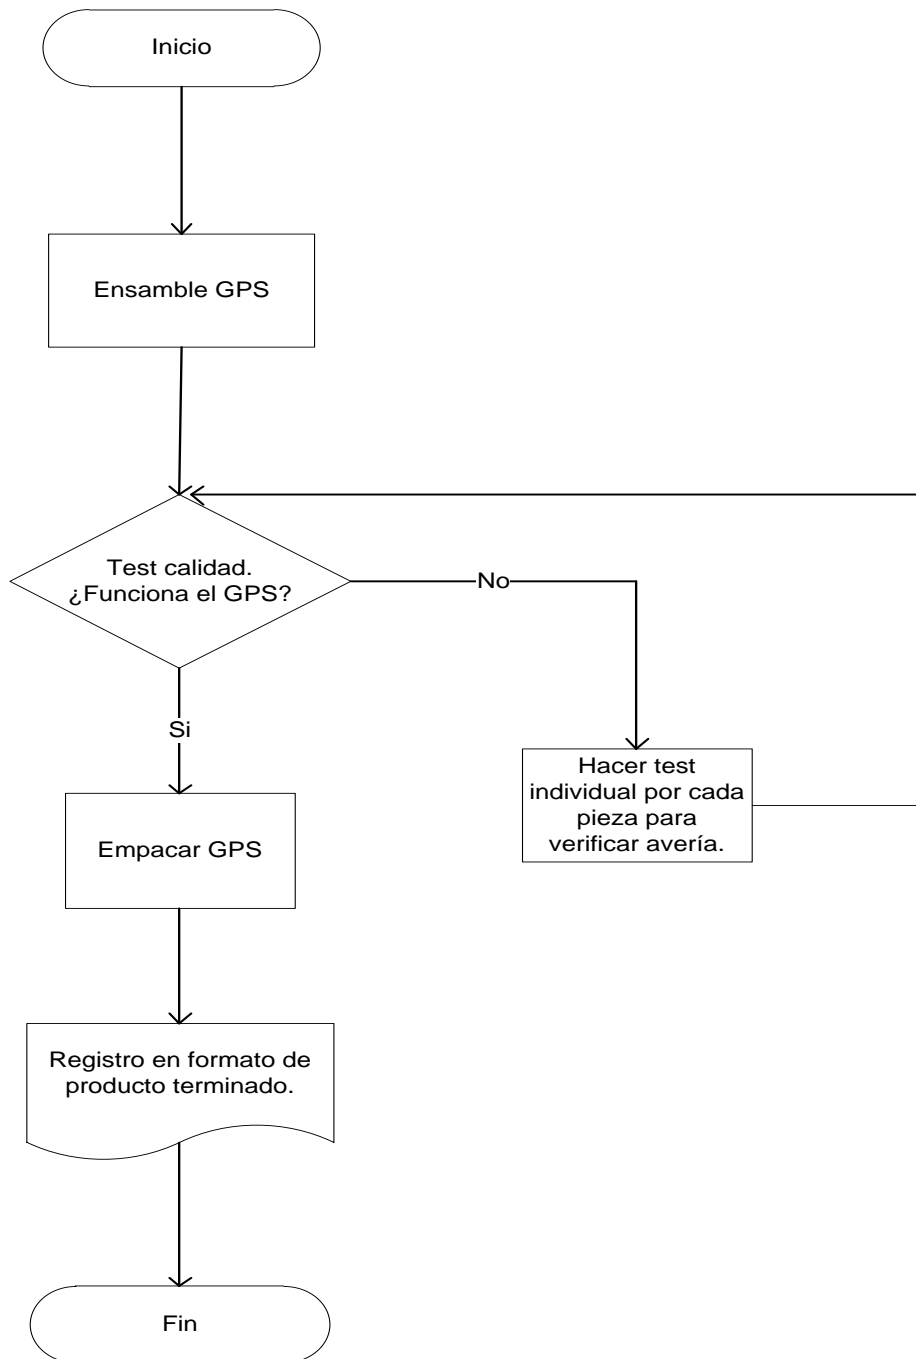 Inicio
Ensamble GPS
Test calidad.
¿Funciona el GPS?
No
Si
Hacer test
individual por cada
pieza para
verificar avería.
Empacar GPS
Registro en formato de
producto terminado.
Fin